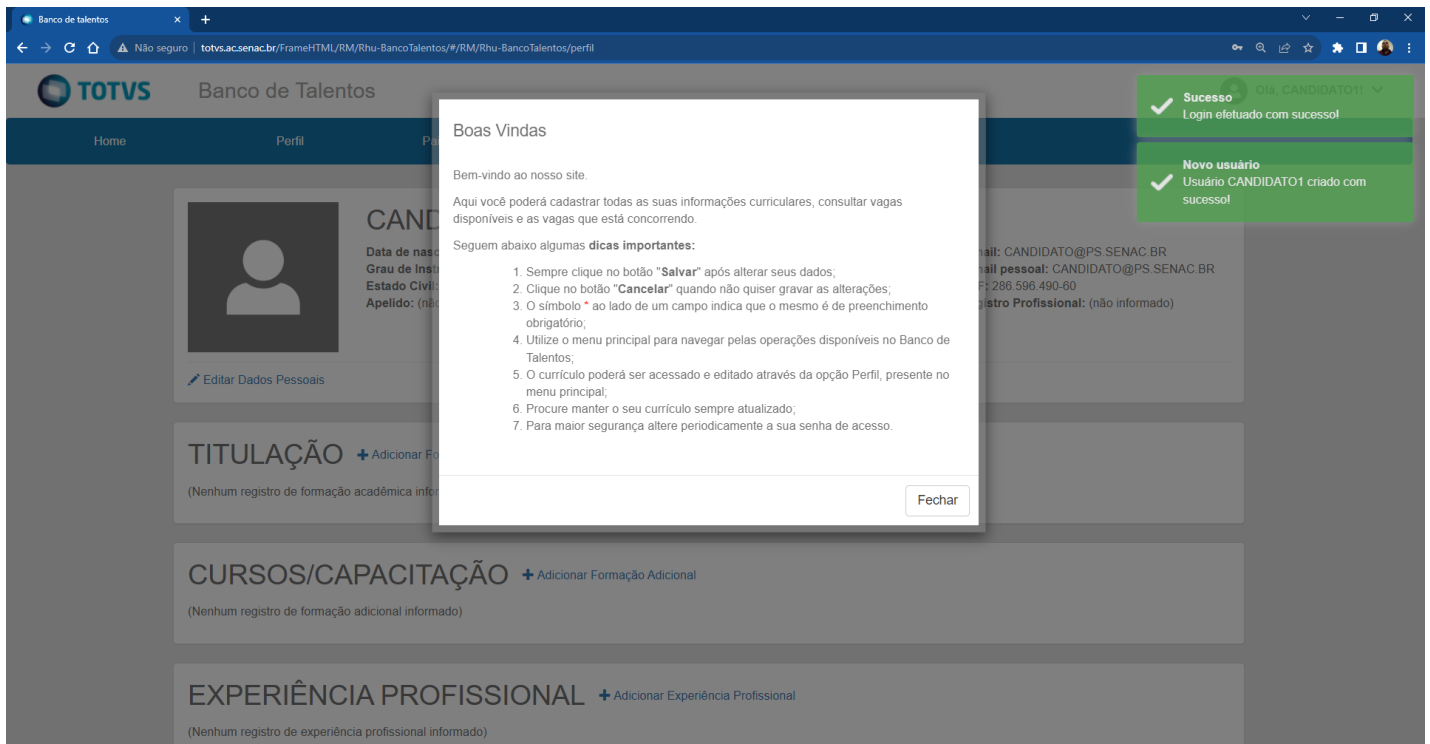 Banco de talentos
Não seguro totvs.ac.senac.br/FrameHTML/RM/Rhu-BancoTalentos/#/RM/Rhu-BancoTalentos/perfil
TOTVS Banco de Talentos
Olá, CANDIDATO1!
Sucesso
Login efetuado com sucesso!
Novo usuário
Usuário CANDIDATO1 criado com
sucesso!
Home Perfil
Boas Vindas
Bem-vindo ao nosso site.
Aqui você poderá cadastrar todas as suas informações curriculares, consultar vagas
disponíveis e as vagas que está concorrendo.
Seguem abaixo algumas dicas importantes:
1. Sempre clique no botão "Salvar" após alterar seus dados;
2. Clique no botão "Cancelar" quando não quiser gravar as alterações;
3. O símbolo * ao lado de um campo indica que o mesmo é de preenchimento
obrigatório;
4. Utilize o menu principal para navegar pelas operações disponíveis no Banco de
Talentos;
5. O currículo poderá ser acessado e editado através da opção Perfil, presente no
menu principal;
6. Procure manter o seu currículo sempre atualizado;
7. Para maior segurança altere periodicamente a sua senha de acesso.
Fechar
CAND
Data de nasc
Grau de Inst
Estado Civil:
Apelido: (nã
ail: CANDIDATO@PS.SENAC.BR
ail pessoal: CANDIDATO@PS.SENAC.BR
F: 286.596.490-60
gistro Profissional: (não informado)
Editar Dados Pessoais
TITULAÇÃO + Adicionar Fo
(Nenhum registro de formação acadêmica infor
CURSOS/CAPACITAÇÃO + Adicionar Formação Adicional
(Nenhum registro de formação adicional informado)
EXPERIÊNCIA PROFISSIONAL + Adicionar Experiência Profissional
(Nenhum registro de experiência profissional informado)